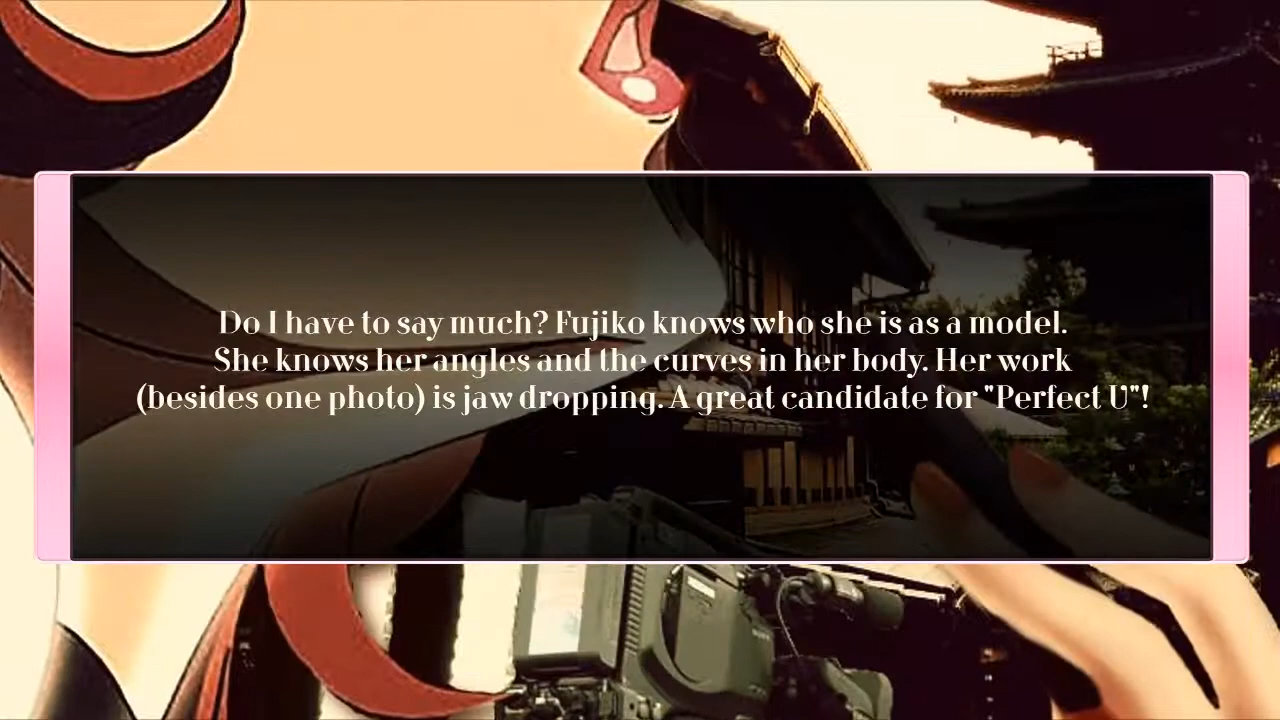 Do I have to say much? Fujiko knows who she is as a model.
She knows her angles and the curves in her body. Her work
(besides one photo) is jaw dropping. A great candidate for "Perfect U"!